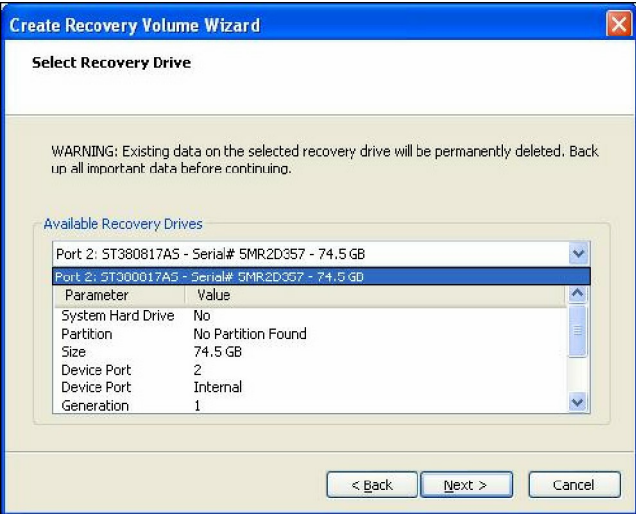 Create Recovery Volume Wizard
Select Recovery Drive
WARNING: Existing data on the selected recovery drive will be permanently deleted. Back
up all important data before continuing.
Available Recovery Drives
Port 2: ST380817AS - Serial# 5MR2D357 - 74.5 GB
Port 2: ST380817AS - Serial# 5MR2D357 - 74.5 GB
Parameter Value
System Hard Drive No
Partition No Partition Found
Size 74.5 GB
Device Port 2
Device Port Internal
Generation 1
< Back Next > Cancel